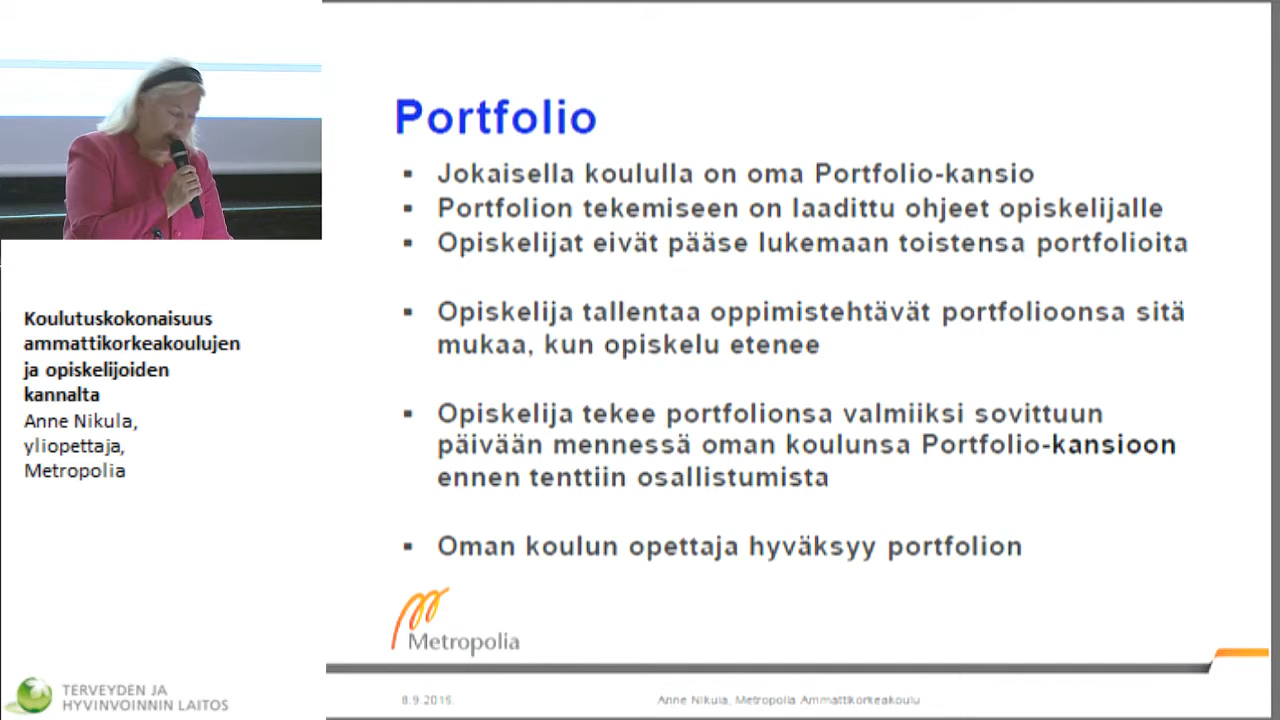 Portfolio
▪ Jokaisella koululla on oma Portfolio-kansio
▪ Portfolion tekemiseen on laadittu ohjeet opiskelijalle
▪ Opiskelijat eivät pääse lukemaan toistensa portfolioita
▪ Opiskelija tallentaa oppimistehtävät portfolioonsa sitä
mukaa, kun opiskelu etenee
▪ Opiskelija tekee portfolionsa valmiiksi sovittuun
päivään mennessä oman koulunsa Portfolio-kansioon
ennen tenttiin osallistumista
▪ Oman koulun opettaja hyväksyy portfolion
Metropolia
8.9.2015.
Anne Nikula, Metropolia Ammattikorkeakoulu
Koulutuskokonaisuus
ammattikorkeakoulujen
ja opiskelijoiden
kannalta
Anne Nikula,
yliopettaja,
Metropolia
TERVEYDEN JA
HYVINVOINNIN LAITOS